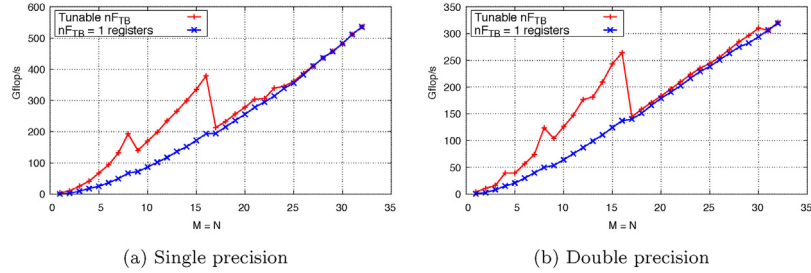 Tunable nF_TB
nF_TB = 1 registers
Gflop/s
600
500
400
300
200
100
0
0 5 10 15 20 25 30 35
M = N
(a) Single precision
Tunable nF_TB
nF_TB = 1 registers
Gflop/s
350
300
250
200
150
100
50
0
0 5 10 15 20 25 30 35
M = N
(b) Double precision